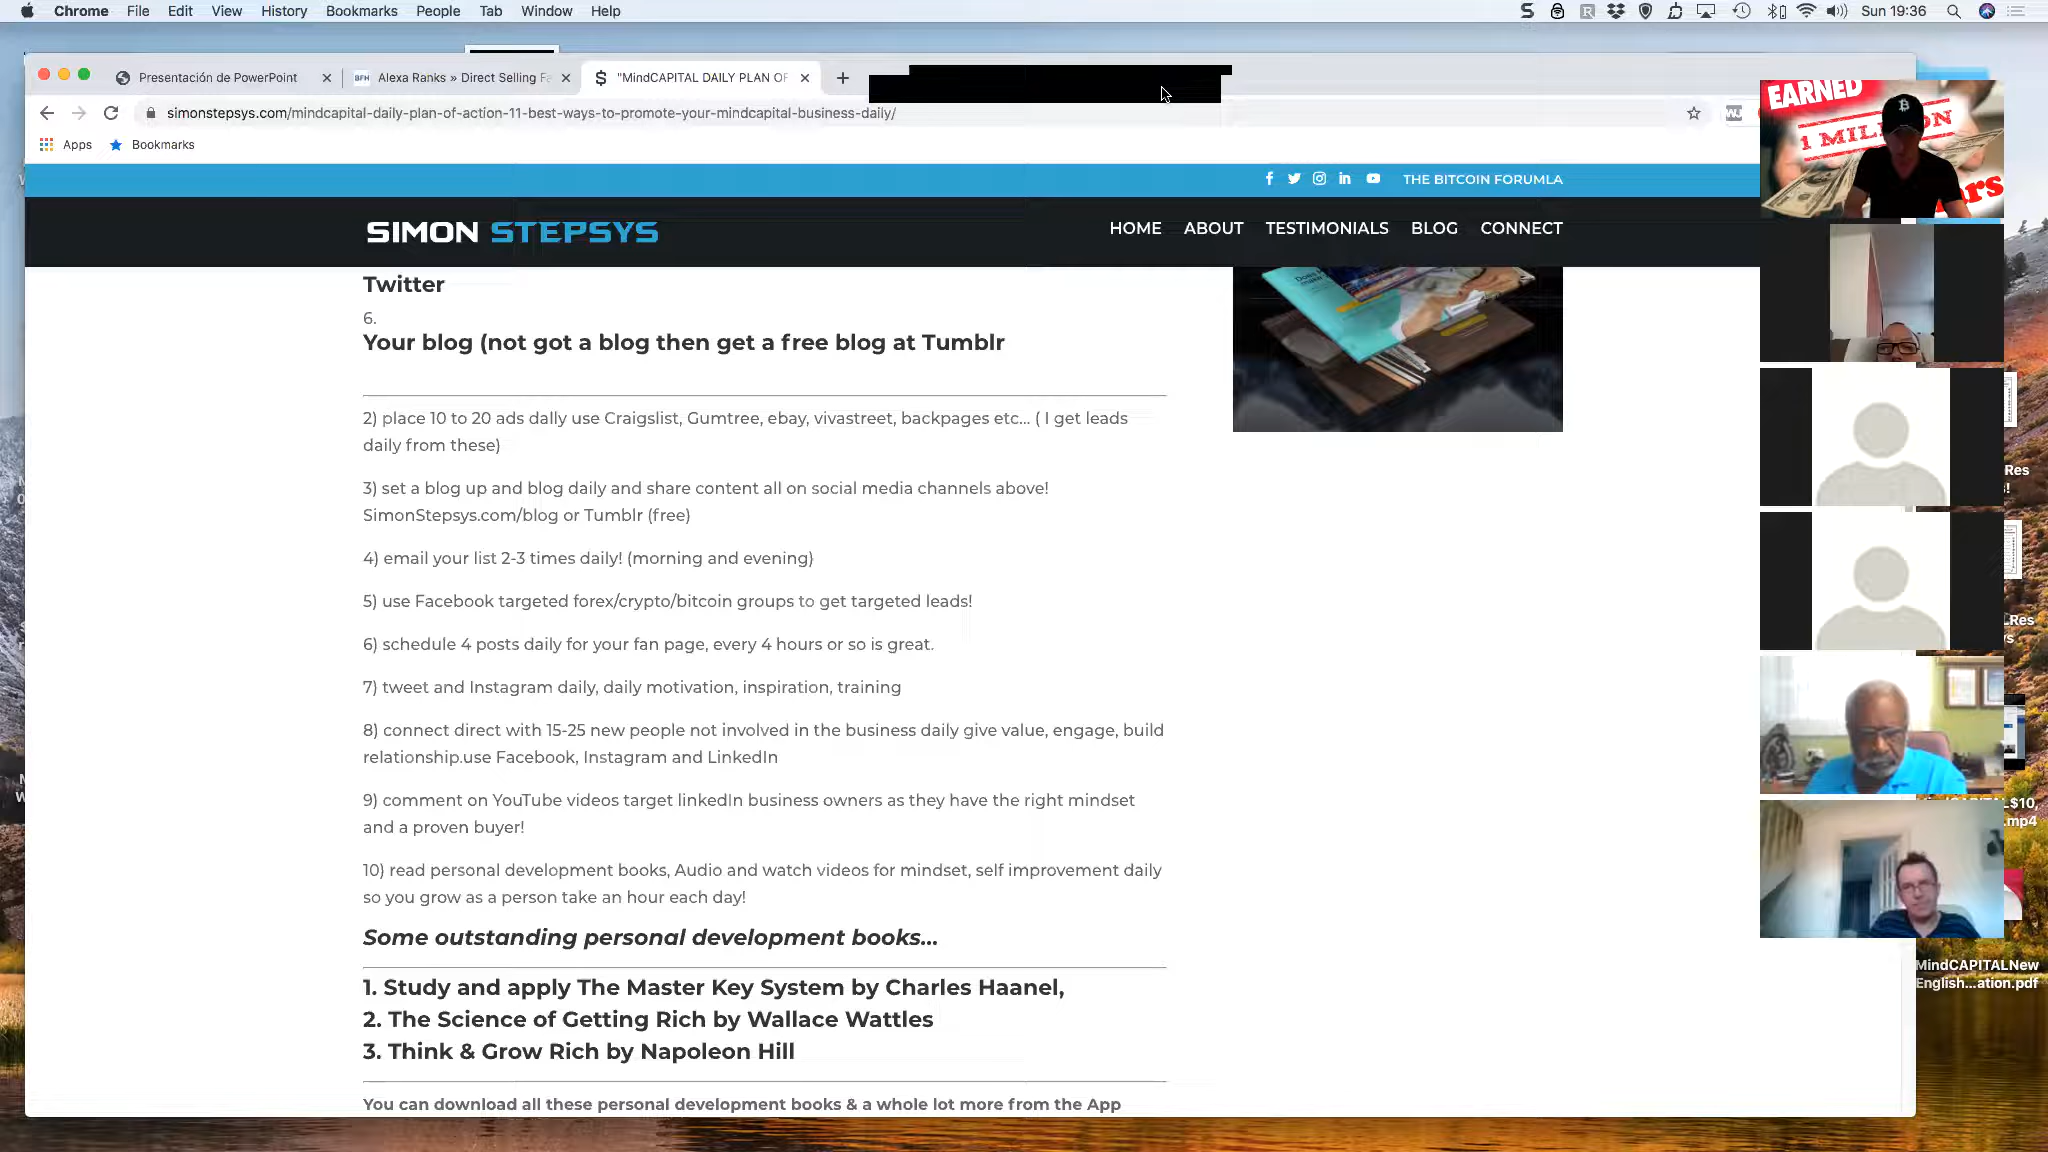 Chrome File Edit View History Bookmarks People Tab Window Help
Sun 19:36
Presentación de PowerPoint
BFH Alexa Ranks » Direct Selling Fa
"MindCAPITAL DAILY PLAN OF
simonstepsys.com/mindcapital-daily-plan-of-action-11-best-ways-to-promote-your-mindcapital-business-daily/
Apps Bookmarks
THE BITCOIN FORUMLA
SIMON STEPSYS
HOME ABOUT TESTIMONIALS BLOG CONNECT
EARNED
Twitter
6.
Your blog (not got a blog then get a free blog at Tumblr
2) place 10 to 20 ads dally use Craigslist, Gumtree, ebay, vivastreet, backpages etc... ( I get leads
daily from these)
3) set a blog up and blog daily and share content all on social media channels above!
SimonStepsys.com/blog or Tumblr (free)
4) email your list 2-3 times daily! (morning and evening)
5) use Facebook targeted forex/crypto/bitcoin groups to get targeted leads!
6) schedule 4 posts daily for your fan page, every 4 hours or so is great.
7) tweet and Instagram daily, daily motivation, inspiration, training
8) connect direct with 15-25 new people not involved in the business daily give value, engage, build
relationship.use Facebook, Instagram and LinkedIn
9) comment on YouTube videos target linkedIn business owners as they have the right mindset
and a proven buyer!
10) read personal development books, Audio and watch videos for mindset, self improvement daily
so you grow as a person take an hour each day!
Some outstanding personal development books...
1. Study and apply The Master Key System by Charles Haanel,
2. The Science of Getting Rich by Wallace Wattles
3. Think & Grow Rich by Napoleon Hill
You can download all these personal development books & a whole lot more from the App
MindCAPITALNew
English...ation.pdf